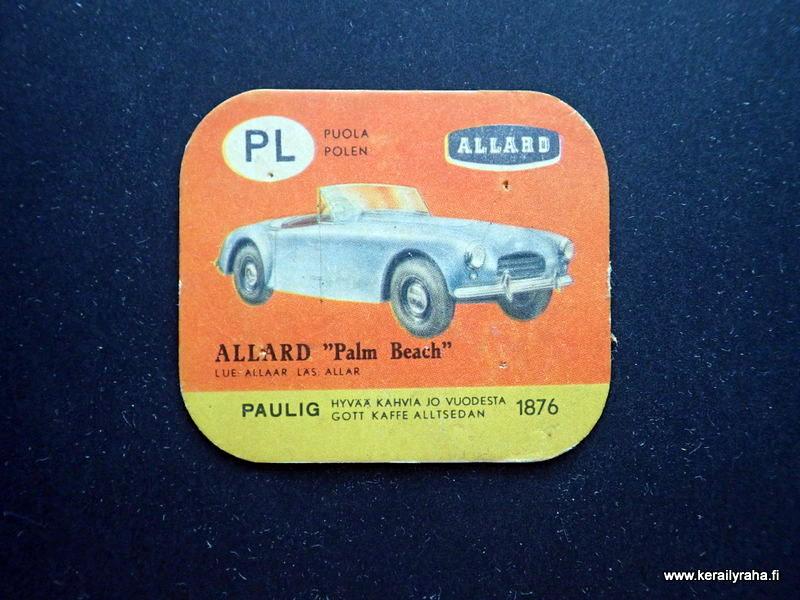 PL
PUOLA
POLEN
ALLARD
ALLARD "Palm Beach"
LUE: ALLAAR LÄS: ALLAR
PAULIG
HYVÄÄ KAHVIA JO VUODESTA
GOTT KAFFE ALLTSEDAN
1876
www.kerailyraha.fi